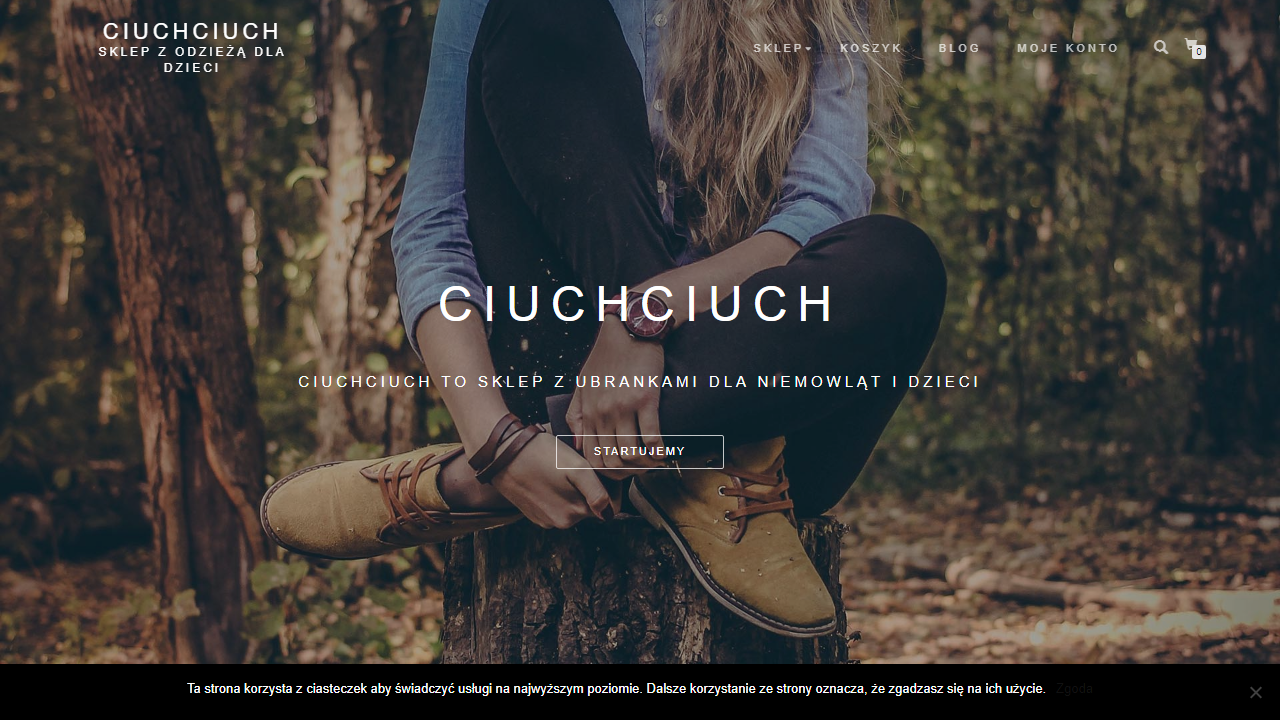 CIUCHCIUCH
SKLEP Z ODZIEŻĄ DLA
DZIECI
SKLEP KOSZYK BLOG MOJE KONTO 0
CIUCHCIUCH
CIUCHCIUCH TO SKLEP Z UBRANKAMI DLA NIEMOWLĄT I DZIECI
STARTUJEMY
Ta strona korzysta z ciasteczek aby świadczyć usługi na najwyższym poziomie. Dalsze korzystanie ze strony oznacza, że zgadzasz się na ich użycie. Zgoda